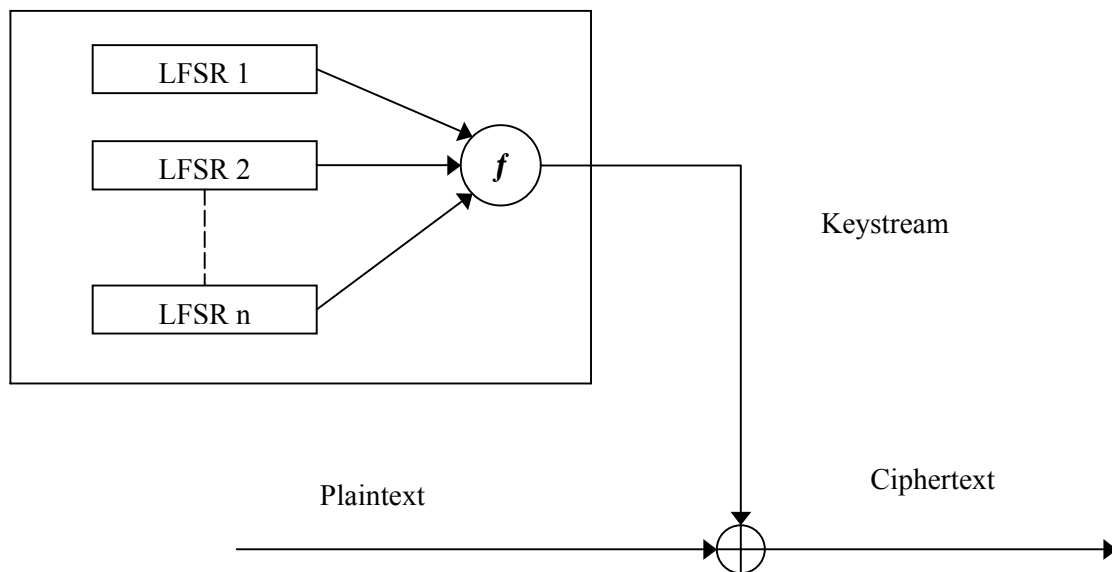 LFSR 1
LFSR 2
f
Keystream
LFSR n
Plaintext
Ciphertext